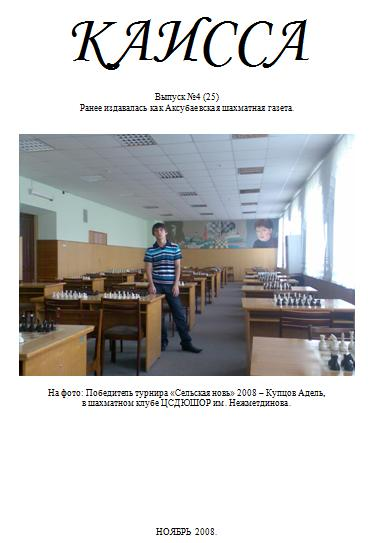 КАИССА
Выпуск №4 (25)
Ранее издавалась как Аксубаевская шахматная газета.
На фото: Победитель турнира «Сельская новь» 2008 – Купцов Адель,
в шахматном клубе ЦСДЮШОР им. Нежметдинова.
НОЯБРЬ 2008.